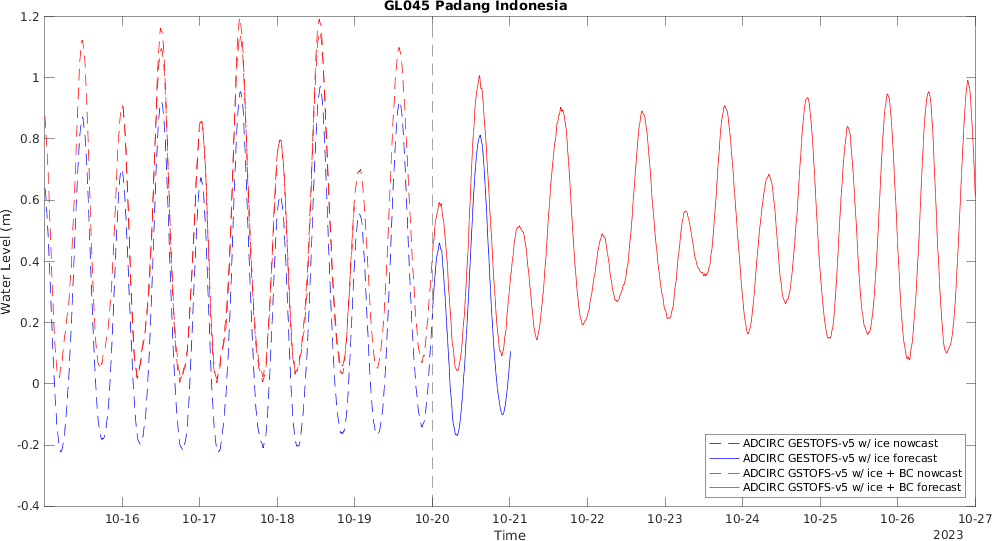 GL045 Padang Indonesia
1.2
1
0.8
0.6
0.4
0.2
0
-0.2
-0.4
Water Level (m)
ADCIRC GESTOFS-v5 w/ ice nowcast
ADCIRC GESTOFS-v5 w/ ice forecast
ADCIRC GSTOFS-v5 w/ ice + BC nowcast
ADCIRC GSTOFS-v5 w/ ice + BC forecast
10-16 10-17 10-18 10-19 10-20 10-21 10-22 10-23 10-24 10-25 10-26 10-27
Time
2023